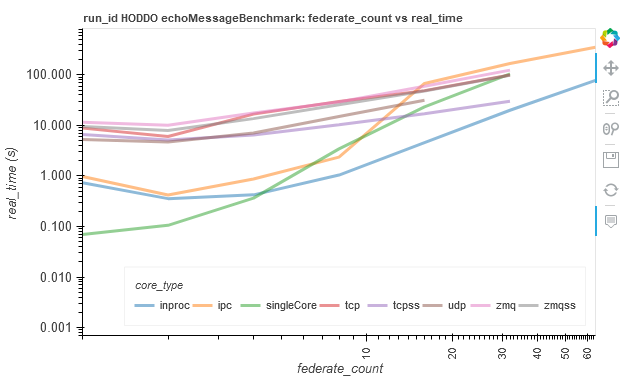 run_id HODDO echoMessageBenchmark: federate_count vs real_time
100.000
10.000
1.000
0.100
0.010
0.001
real_time (s)
core_type
inproc ipc singleCore tcp tcpss udp zmq zmqss
10 20 30 40 50 60
federate_count